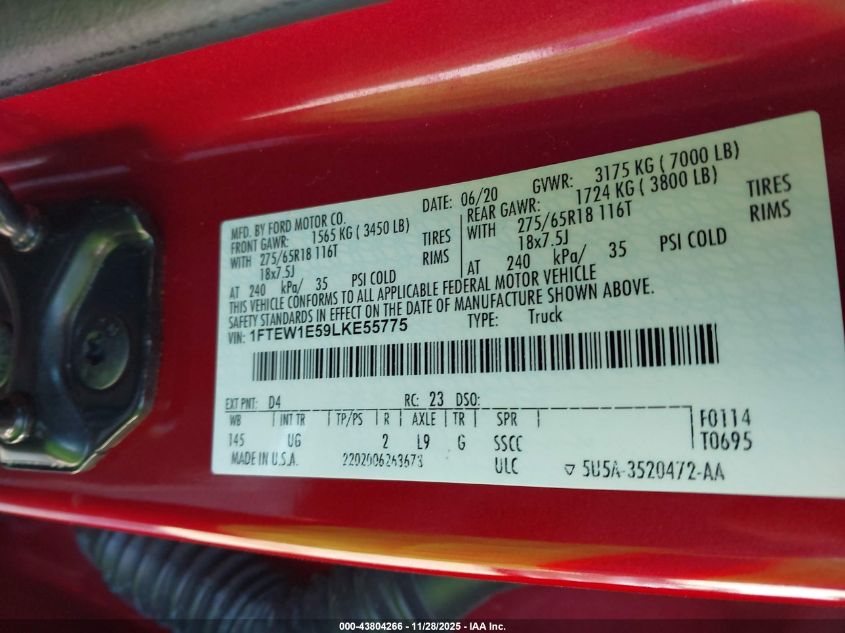 MFD. BY FORD MOTOR CO.
DATE: 06/20
GVWR: 3175 KG ( 7000 LB)
FRONT GAWR: 1565 KG ( 3450 LB)
REAR GAWR: 1724 KG ( 3800 LB)
WITH 275/65R18 116T TIRES
WITH 275/65R18 116T TIRES
18x7.5J RIMS
18x7.5J RIMS
AT 240 kPa/ 35 PSI COLD
AT 240 kPa/ 35 PSI COLD
THIS VEHICLE CONFORMS TO ALL APPLICABLE FEDERAL MOTOR VEHICLE
SAFETY STANDARDS IN EFFECT ON THE DATE OF MANUFACTURE SHOWN ABOVE.
VIN: 1FTEW1E59LKE55775
TYPE: Truck
EXT PNT: D4 RC: 23 DSO:
WB INT TR TP/PS R AXLE TR SPR
F0114
145 UG 2 L9 G SSCC
T0695
MADE IN U.S.A. 2202006263673 ULC
5U5A-3520472-AA
000-43804266 - 11/28/2025 - IAA Inc.